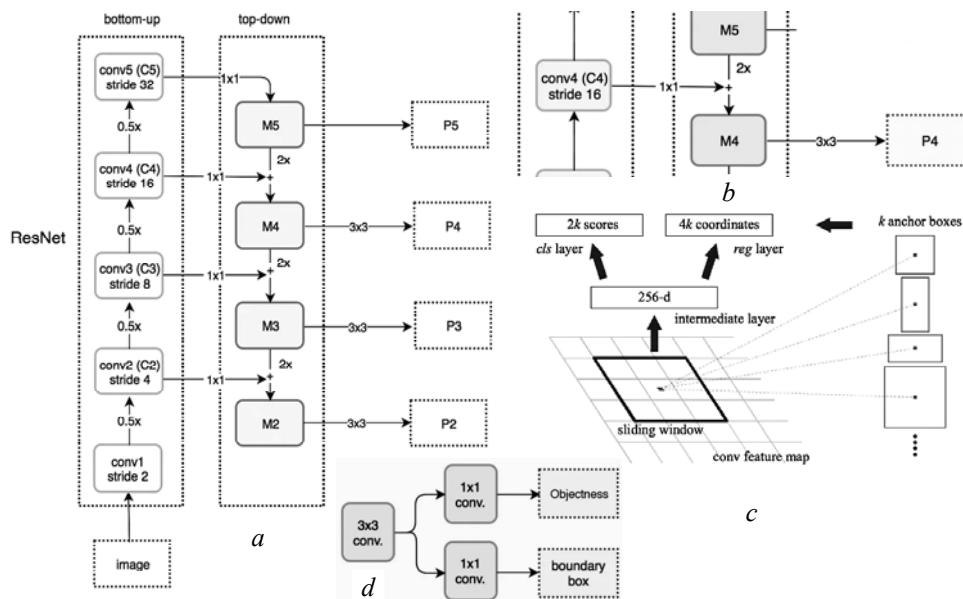 bottom-up
top-down
conv5 (C5)
stride 32
1x1
M5
P5
0.5x
2x
conv4 (C4)
stride 16
1x1
+
M4
3x3
P4
ResNet
0.5x
2x
conv3 (C3)
stride 8
1x1
+
M3
3x3
P3
0.5x
2x
conv2 (C2)
stride 4
1x1
+
M2
3x3
P2
0.5x
conv1
stride 2
image
a
M5
2x
conv4 (C4)
stride 16
1x1
+
M4
3x3
P4
b
2k scores
4k coordinates
k anchor boxes
cls layer
reg layer
256-d
intermediate layer
sliding window
conv feature map
c
3x3
conv.
1x1
conv.
Objectness
1x1
conv.
boundary
box
d